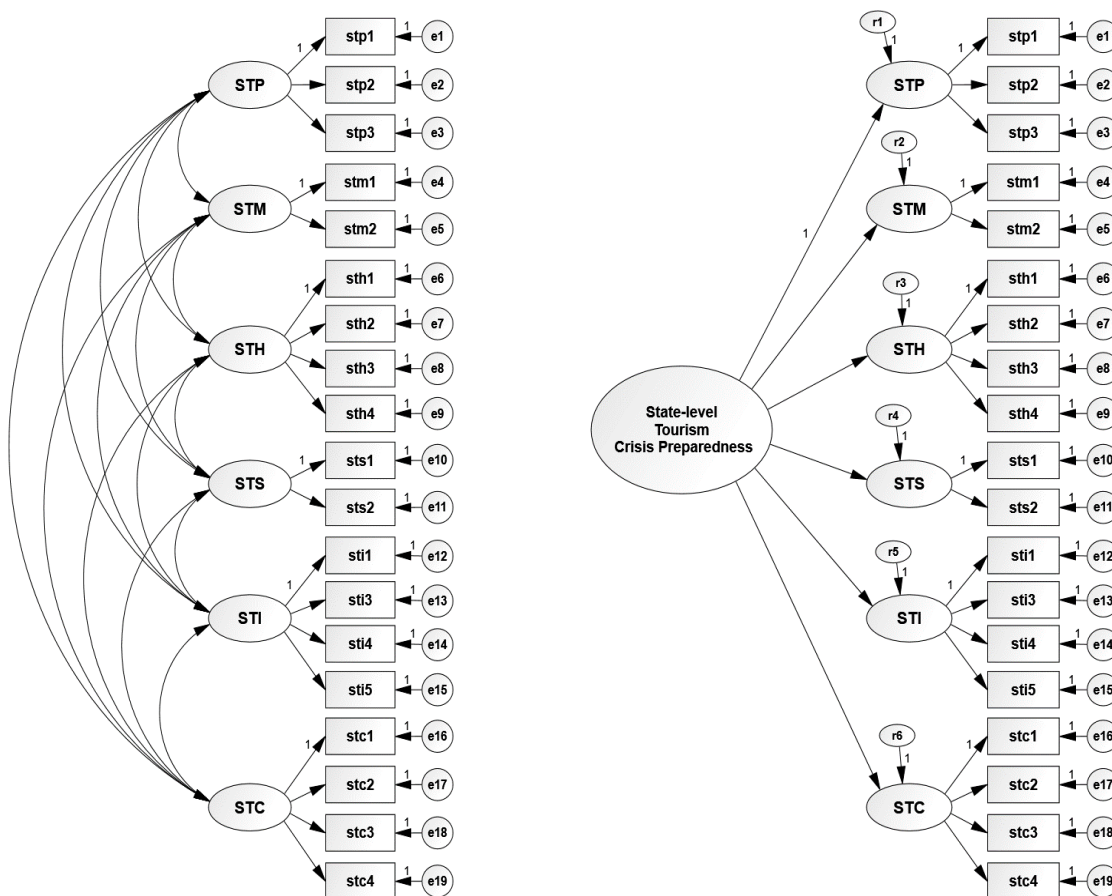 1
stp1
1
e1
STP
stp2
1
e2
stp3
1
e3
STM
1
stm1
1
e4
stm2
1
e5
STH
1
sth1
1
e6
sth2
1
e7
sth3
1
e8
sth4
1
e9
STS
1
sts1
1
e10
sts2
1
e11
STI
1
sti1
1
e12
sti3
1
e13
sti4
1
e14
sti5
1
e15
STC
1
stc1
1
e16
stc2
1
e17
stc3
1
e18
stc4
1
e19
State-level
Tourism
Crisis Preparedness
1
r1
1
STP
1
stp1
1
e1
stp2
1
e2
stp3
1
e3
r2
1
STM
1
stm1
1
e4
stm2
1
e5
r3
1
STH
1
sth1
1
e6
sth2
1
e7
sth3
1
e8
sth4
1
e9
r4
1
STS
1
sts1
1
e10
sts2
1
e11
r5
1
STI
1
sti1
1
e12
sti3
1
e13
sti4
1
e14
sti5
1
e15
r6
1
STC
1
stc1
1
e16
stc2
1
e17
stc3
1
e18
stc4
1
e19